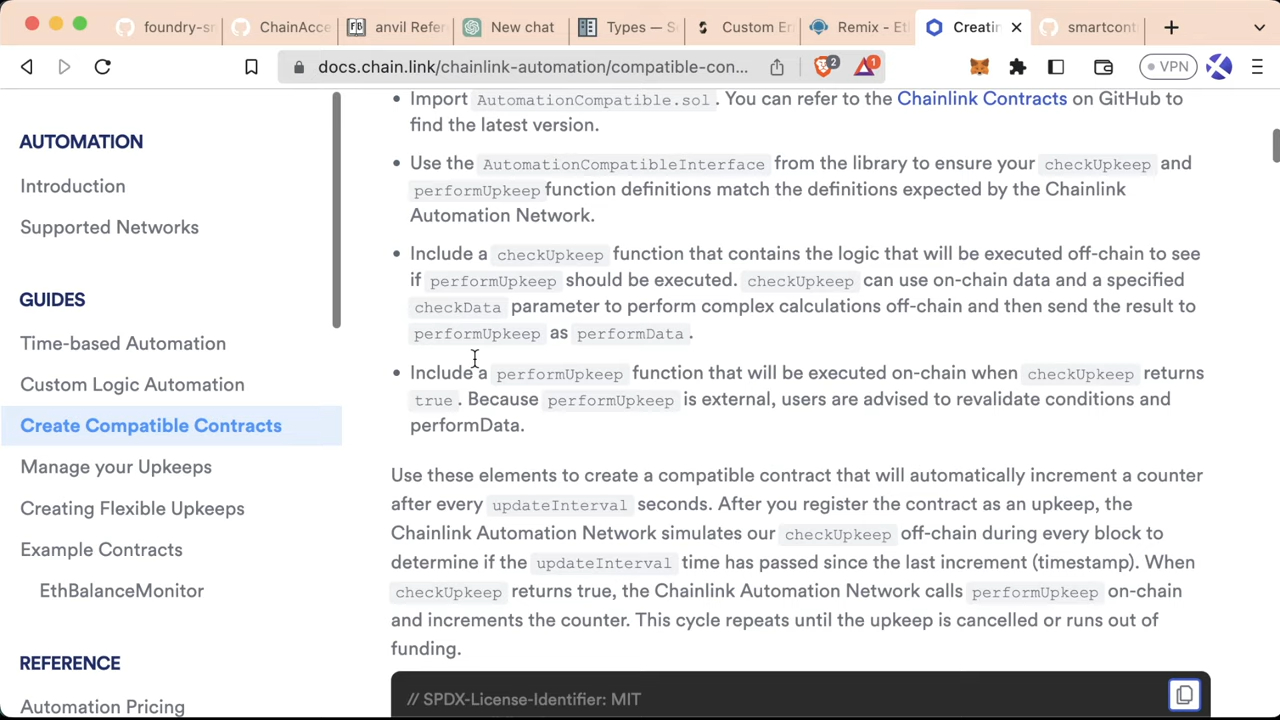 foundry-sm
ChainAcce
anvil Refer
New chat
Types — S
Custom Er
Remix - Et
Creatin
smartcont
docs.chain.link/chainlink-automation/compatible-con...
2
1
VPN
AUTOMATION
Introduction
Supported Networks
GUIDES
Time-based Automation
Custom Logic Automation
Create Compatible Contracts
Manage your Upkeeps
Creating Flexible Upkeeps
Example Contracts
EthBalanceMonitor
REFERENCE
Automation Pricing
• Import AutomationCompatible.sol. You can refer to the Chainlink Contracts on GitHub to
find the latest version.
• Use the AutomationCompatibleInterface from the library to ensure your checkUpkeep and
performUpkeep function definitions match the definitions expected by the Chainlink
Automation Network.
• Include a checkUpkeep function that contains the logic that will be executed off-chain to see
if performUpkeep should be executed. checkUpkeep can use on-chain data and a specified
checkData parameter to perform complex calculations off-chain and then send the result to
performUpkeep as performData.
• Include a performUpkeep function that will be executed on-chain when checkUpkeep returns
true. Because performUpkeep is external, users are advised to revalidate conditions and
performData.
Use these elements to create a compatible contract that will automatically increment a counter
after every updateInterval seconds. After you register the contract as an upkeep, the
Chainlink Automation Network simulates our checkUpkeep off-chain during every block to
determine if the updateInterval time has passed since the last increment (timestamp). When
checkUpkeep returns true, the Chainlink Automation Network calls performUpkeep on-chain
and increments the counter. This cycle repeats until the upkeep is cancelled or runs out of
funding.
// SPDX-License-Identifier: MIT